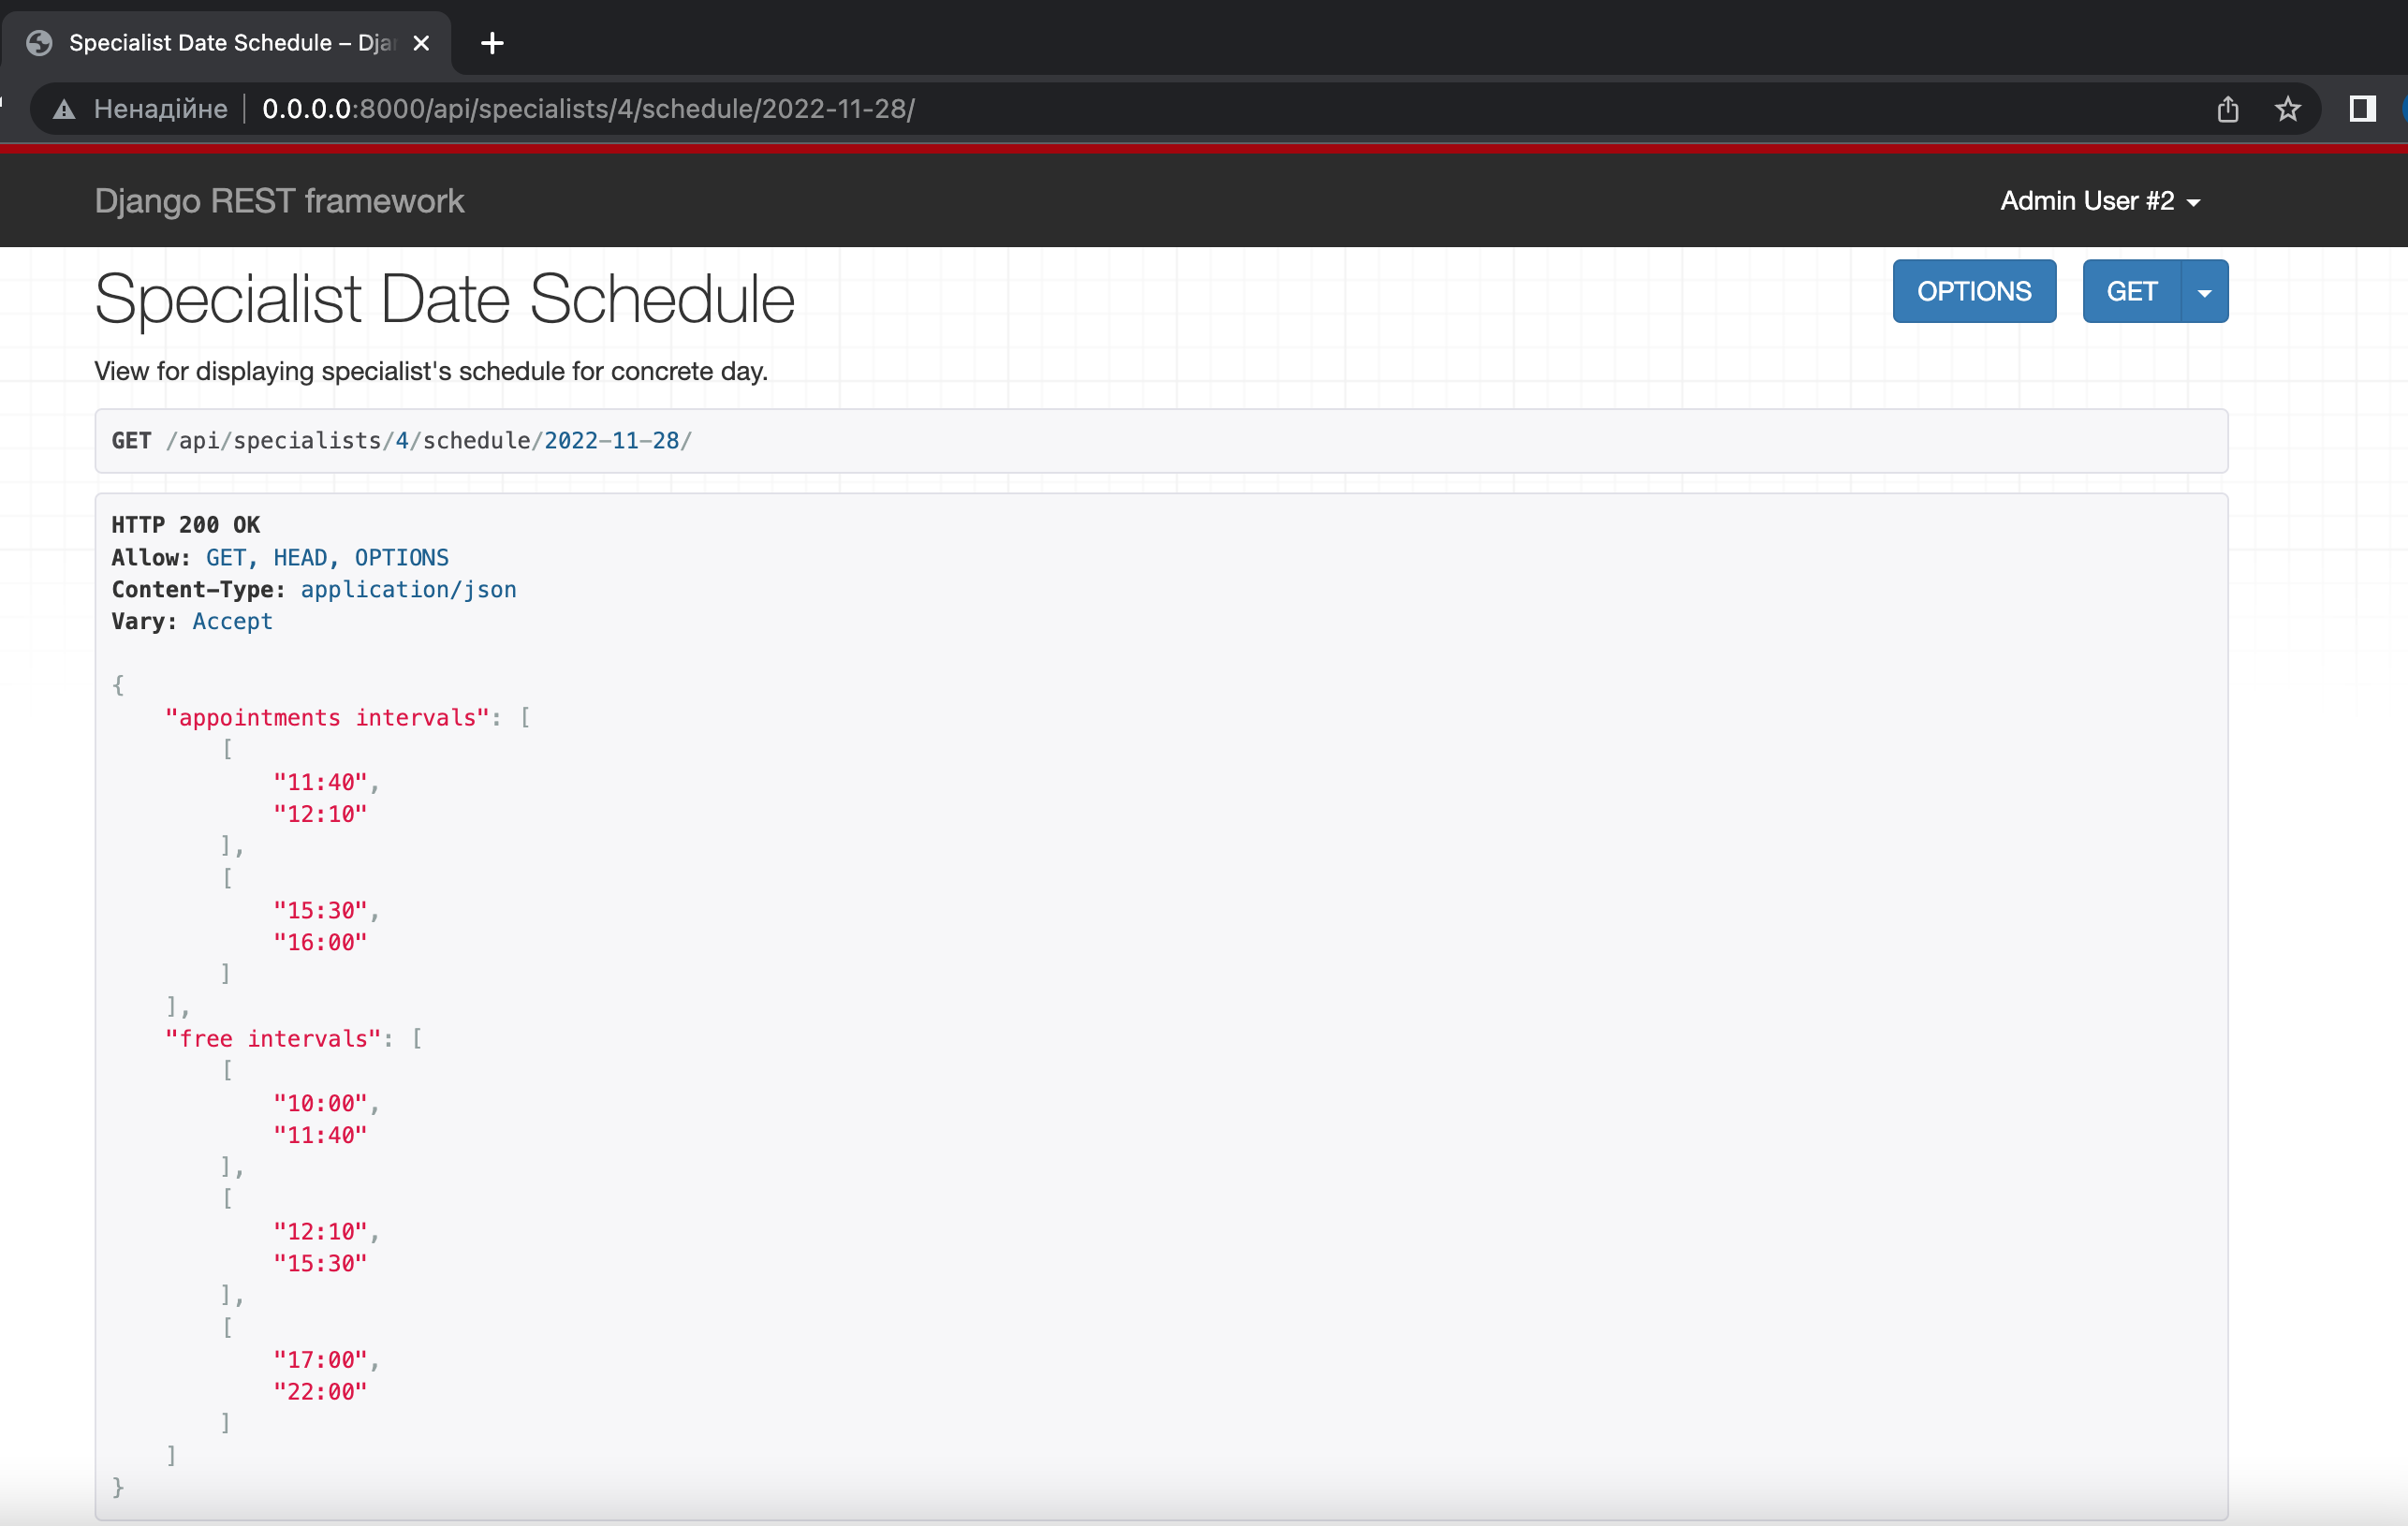 Specialist Date Schedule – Dja
Ненадійне 0.0.0.0:8000/api/specialists/4/schedule/2022-11-28/
Django REST framework
Admin User #2
Specialist Date Schedule
OPTIONS
GET
View for displaying specialist's schedule for concrete day.
GET /api/specialists/4/schedule/2022-11-28/
HTTP 200 OK
Allow: GET, HEAD, OPTIONS
Content-Type: application/json
Vary: Accept
{
    "appointments intervals": [
        [
            "11:40",
            "12:10"
        ],
        [
            "15:30",
            "16:00"
        ]
    ],
    "free intervals": [
        [
            "10:00",
            "11:40"
        ],
        [
            "12:10",
            "15:30"
        ],
        [
            "17:00",
            "22:00"
        ]
    ]
}